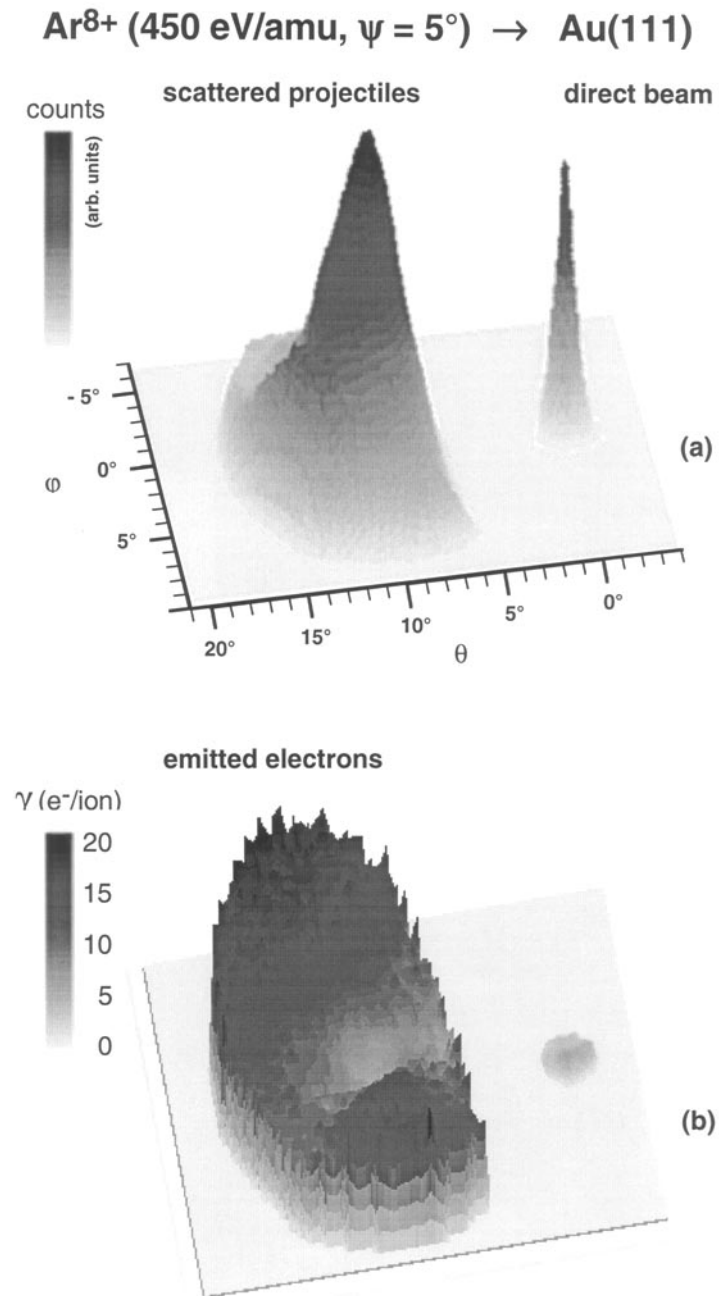 Ar8+ (450 eV/amu, ψ = 5°) → Au(111)
scattered projectiles
direct beam
counts
(arb. units)
- 5°
0°
5°
φ
(a)
20°
15°
10°
5°
0°
θ
emitted electrons
γ (e-/ion)
20
15
10
5
0
(b)